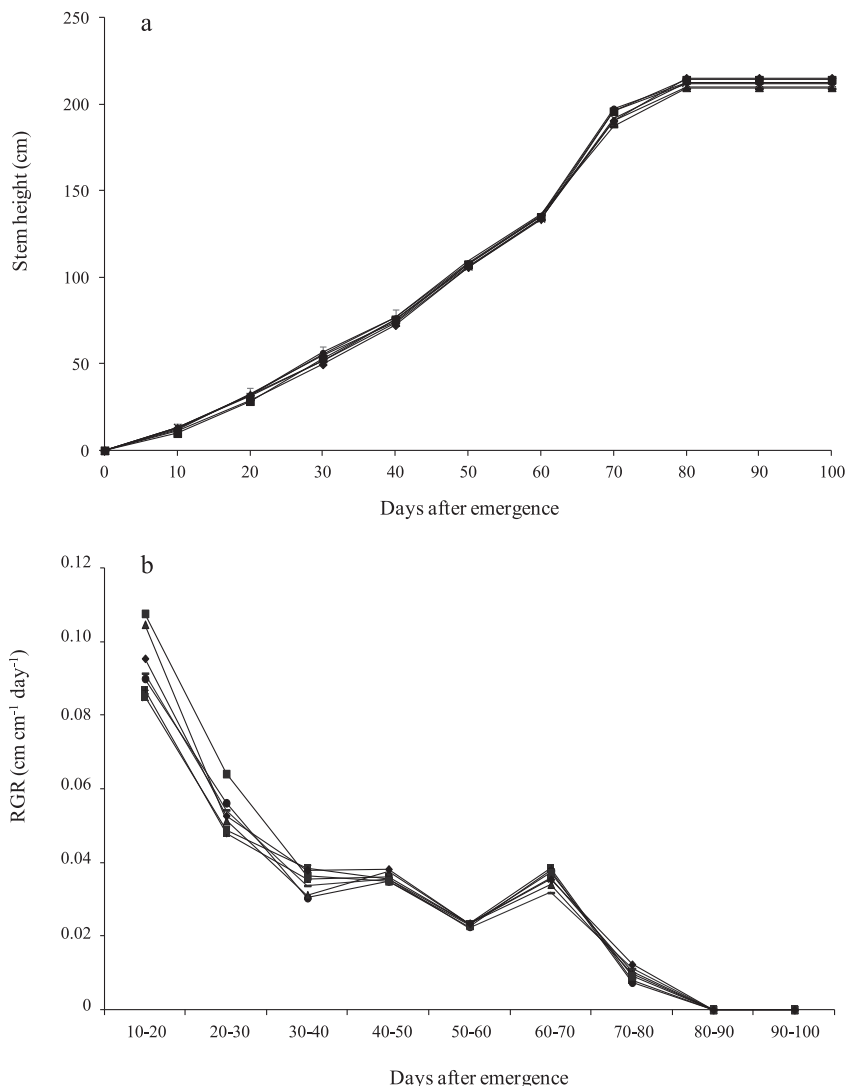 a
250
200
150
100
50
0
Stem height (cm)
0 10 20 30 40 50 60 70 80 90 100
Days after emergence
b
0.12
0.10
0.08
0.06
0.04
0.02
0
RGR (cm cm⁻¹ day⁻¹)
10-20 20-30 30-40 40-50 50-60 60-70 70-80 80-90 90-100
Days after emergence